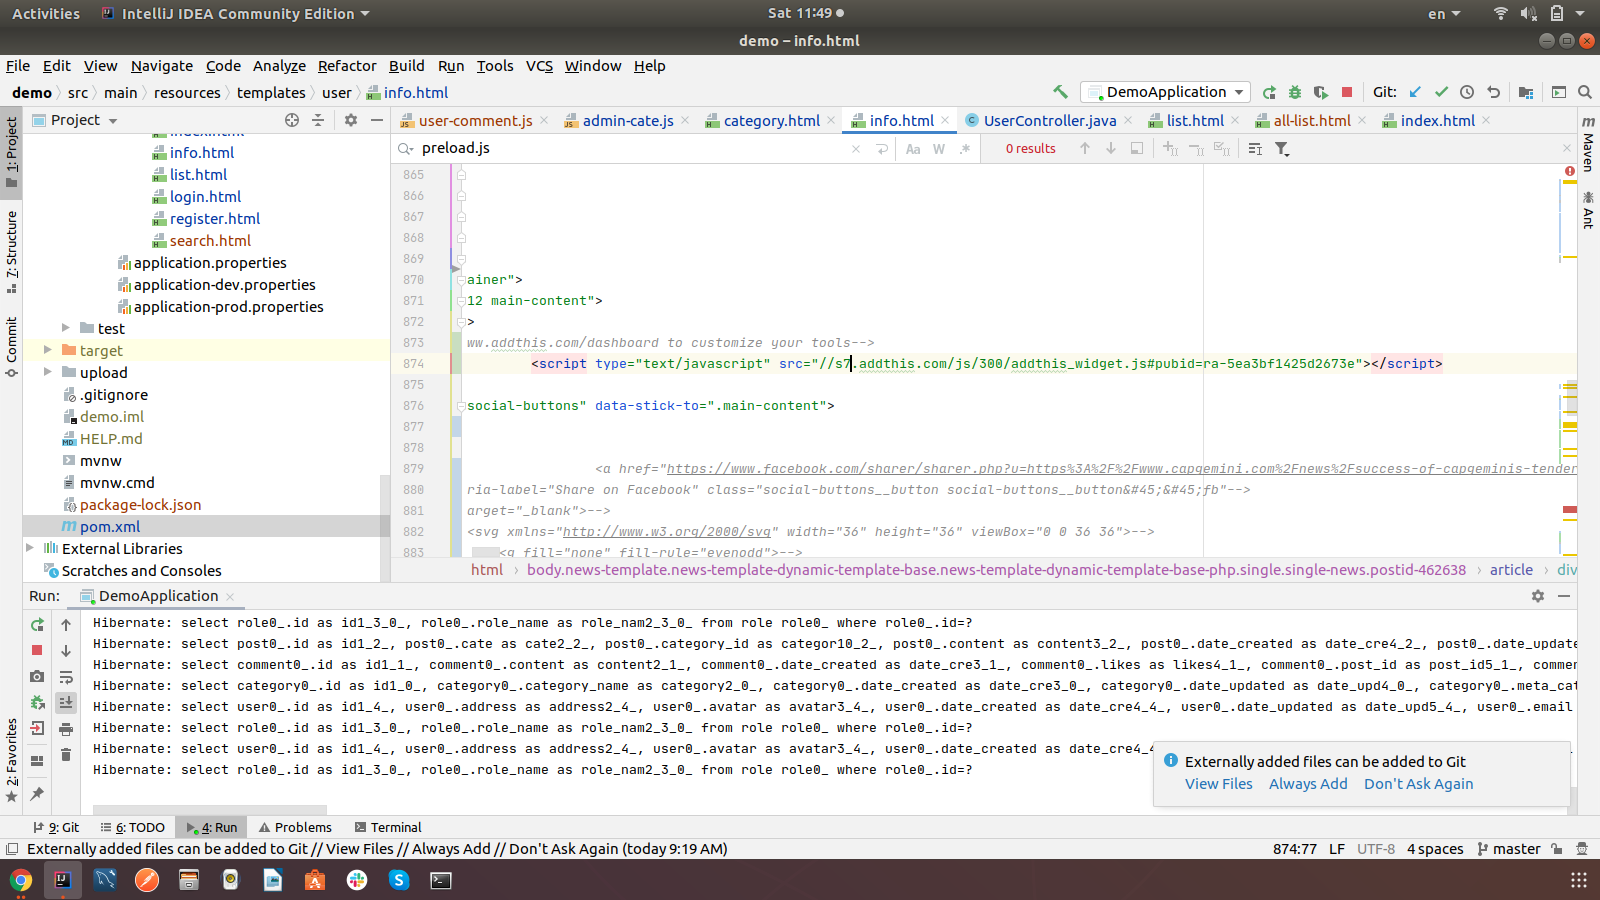 Activities IntelliJ IDEA Community Edition Sat 11:49 en
demo – info.html
File Edit View Navigate Code Analyze Refactor Build Run Tools VCS Window Help
demo src main resources templates user info.html DemoApplication Git:
Project user-comment.js admin-cate.js category.html info.html UserController.java list.html all-list.html index.html
preload.js Aa W .* 0 results
info.html
list.html
login.html
register.html
search.html
application.properties
application-dev.properties
application-prod.properties
test
target
upload
.gitignore
demo.iml
HELP.md
mvnw
mvnw.cmd
package-lock.json
pom.xml
External Libraries
Scratches and Consoles
1: Project
7: Structure
Commit
2: Favorites
Maven
Ant
865
866
867
868
869
870 ainer">
871 12 main-content">
872 >
873 ww.addthis.com/dashboard to customize your tools-->
874 <script type="text/javascript" src="//s7.addthis.com/js/300/addthis_widget.js#pubid=ra-5ea3bf1425d2673e"></script>
875
876 social-buttons" data-stick-to=".main-content">
877
878
879 <a href="https://www.facebook.com/sharer/sharer.php?u=https%3A%2F%2Fwww.capgemini.com%2Fnews%2Fsuccess-of-capgeminis-tender
880 ria-label="Share on Facebook" class="social-buttons__button social-buttons__button&#45;&#45;fb"-->
881 arget="_blank">-->
882 <svg xmlns="http://www.w3.org/2000/svg" width="36" height="36" viewBox="0 0 36 36">-->
883 <g fill="none" fill-rule="evenodd">-->
html body.news-template.news-template-dynamic-template-base.news-template-dynamic-template-base-php.single.single-news.postid-462638 article div
Run: DemoApplication
Hibernate: select role0_.id as id1_3_0_, role0_.role_name as role_nam2_3_0_ from role role0_ where role0_.id=?
Hibernate: select post0_.id as id1_2_, post0_.cate as cate2_2_, post0_.category_id as categor10_2_, post0_.content as content3_2_, post0_.date_created as date_cre4_2_, post0_.date_update
Hibernate: select comment0_.id as id1_1_, comment0_.content as content2_1_, comment0_.date_created as date_cre3_1_, comment0_.likes as likes4_1_, comment0_.post_id as post_id5_1_, commen
Hibernate: select category0_.id as id1_0_, category0_.category_name as category2_0_, category0_.date_created as date_cre3_0_, category0_.date_updated as date_upd4_0_, category0_.meta_cat
Hibernate: select user0_.id as id1_4_, user0_.address as address2_4_, user0_.avatar as avatar3_4_, user0_.date_created as date_cre4_4_, user0_.date_updated as date_upd5_4_, user0_.email
Hibernate: select role0_.id as id1_3_0_, role0_.role_name as role_nam2_3_0_ from role role0_ where role0_.id=?
Hibernate: select user0_.id as id1_4_, user0_.address as address2_4_, user0_.avatar as avatar3_4_, user0_.date_created as date_cre4_4
Hibernate: select role0_.id as id1_3_0_, role0_.role_name as role_nam2_3_0_ from role role0_ where role0_.id=?
Externally added files can be added to Git
View Files Always Add Don't Ask Again
9: Git 6: TODO 4: Run Problems Terminal
Externally added files can be added to Git // View Files // Always Add // Don't Ask Again (today 9:19 AM) 874:77 LF UTF-8 4 spaces master